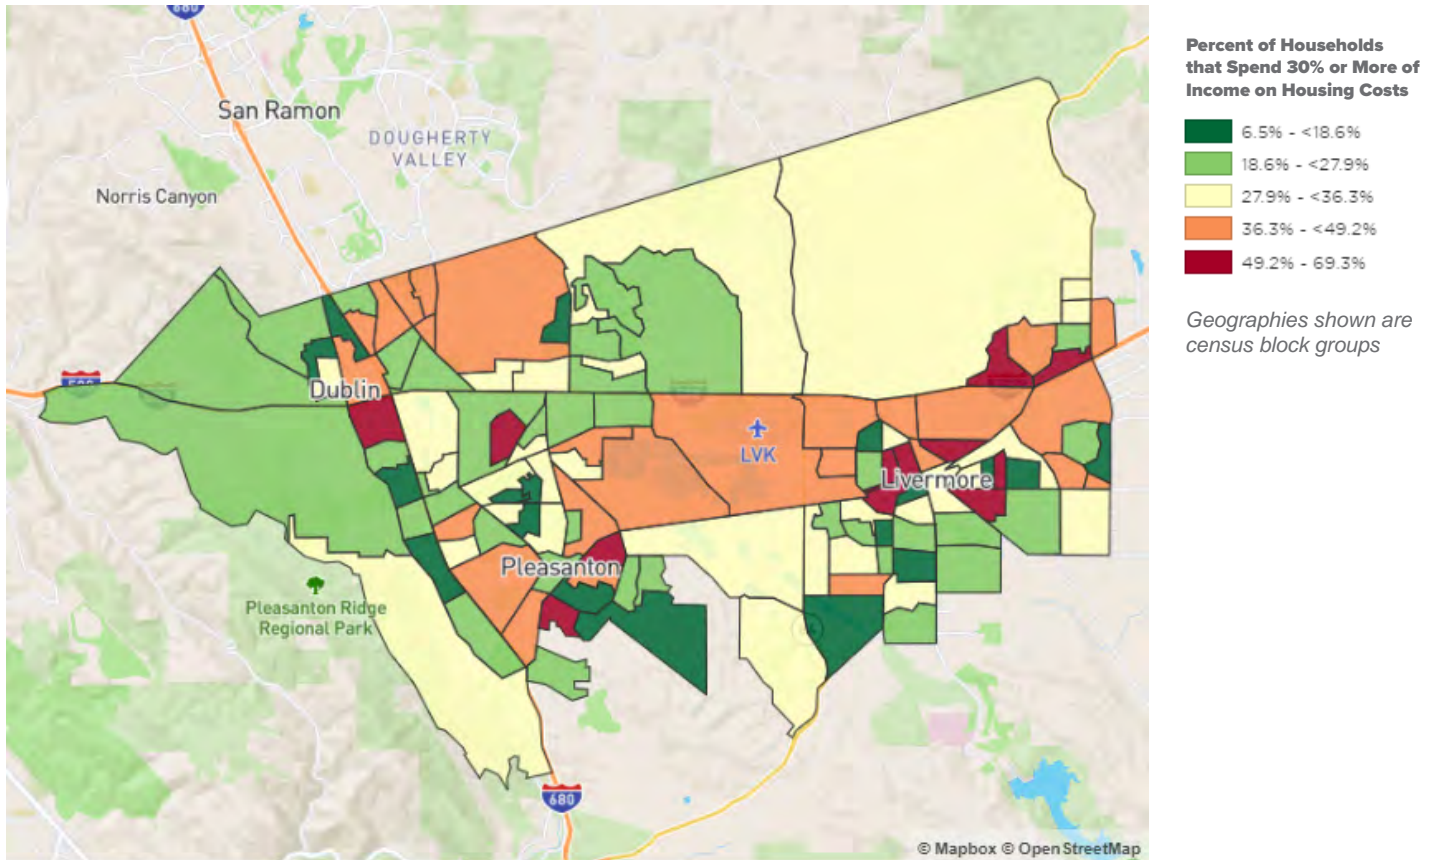 680
San Ramon
DOUGHERTY
VALLEY
Norris Canyon
Dublin
LVK
Livermore
Pleasanton
Pleasanton Ridge
Regional Park
680
© Mapbox © OpenStreetMap
Percent of Households
that Spend 30% or More of
Income on Housing Costs
6.5% - <18.6%
18.6% - <27.9%
27.9% - <36.3%
36.3% - <49.2%
49.2% - 69.3%
Geographies shown are
census block groups